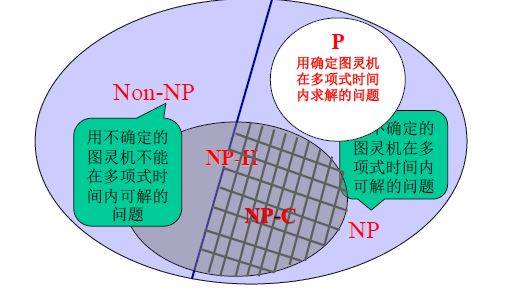 P
用确定图灵机
在多项式时间
内求解的问题
Non-NP
用不确定的
图灵机不能
在多项式时
间内可解的
问题
NP-H
不确定的
图灵机在多
项式时间内
可解的问题
NP-C
NP